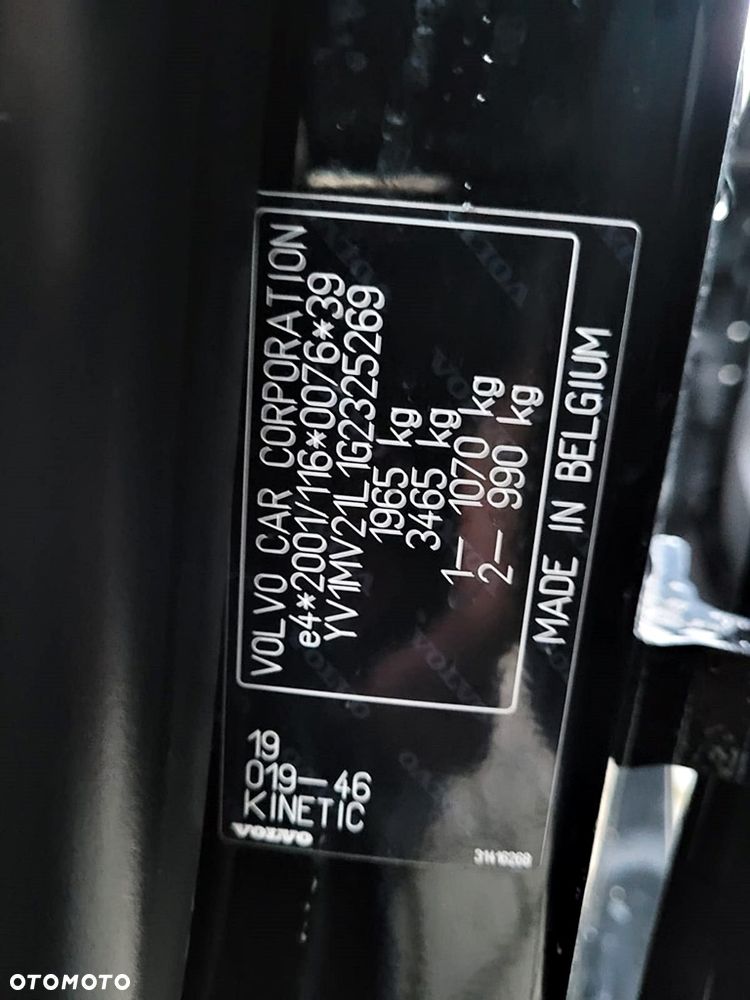 VOLVO CAR CORPORATION
e4*2001/116*0076*39
YV1MV21L1G2325269
1965 kg
3465 kg
1— 1070 kg
2— 990 kg
MADE IN BELGIUM
19
019—46
KINETIC
VOLVO
31416268
OTOMOTO